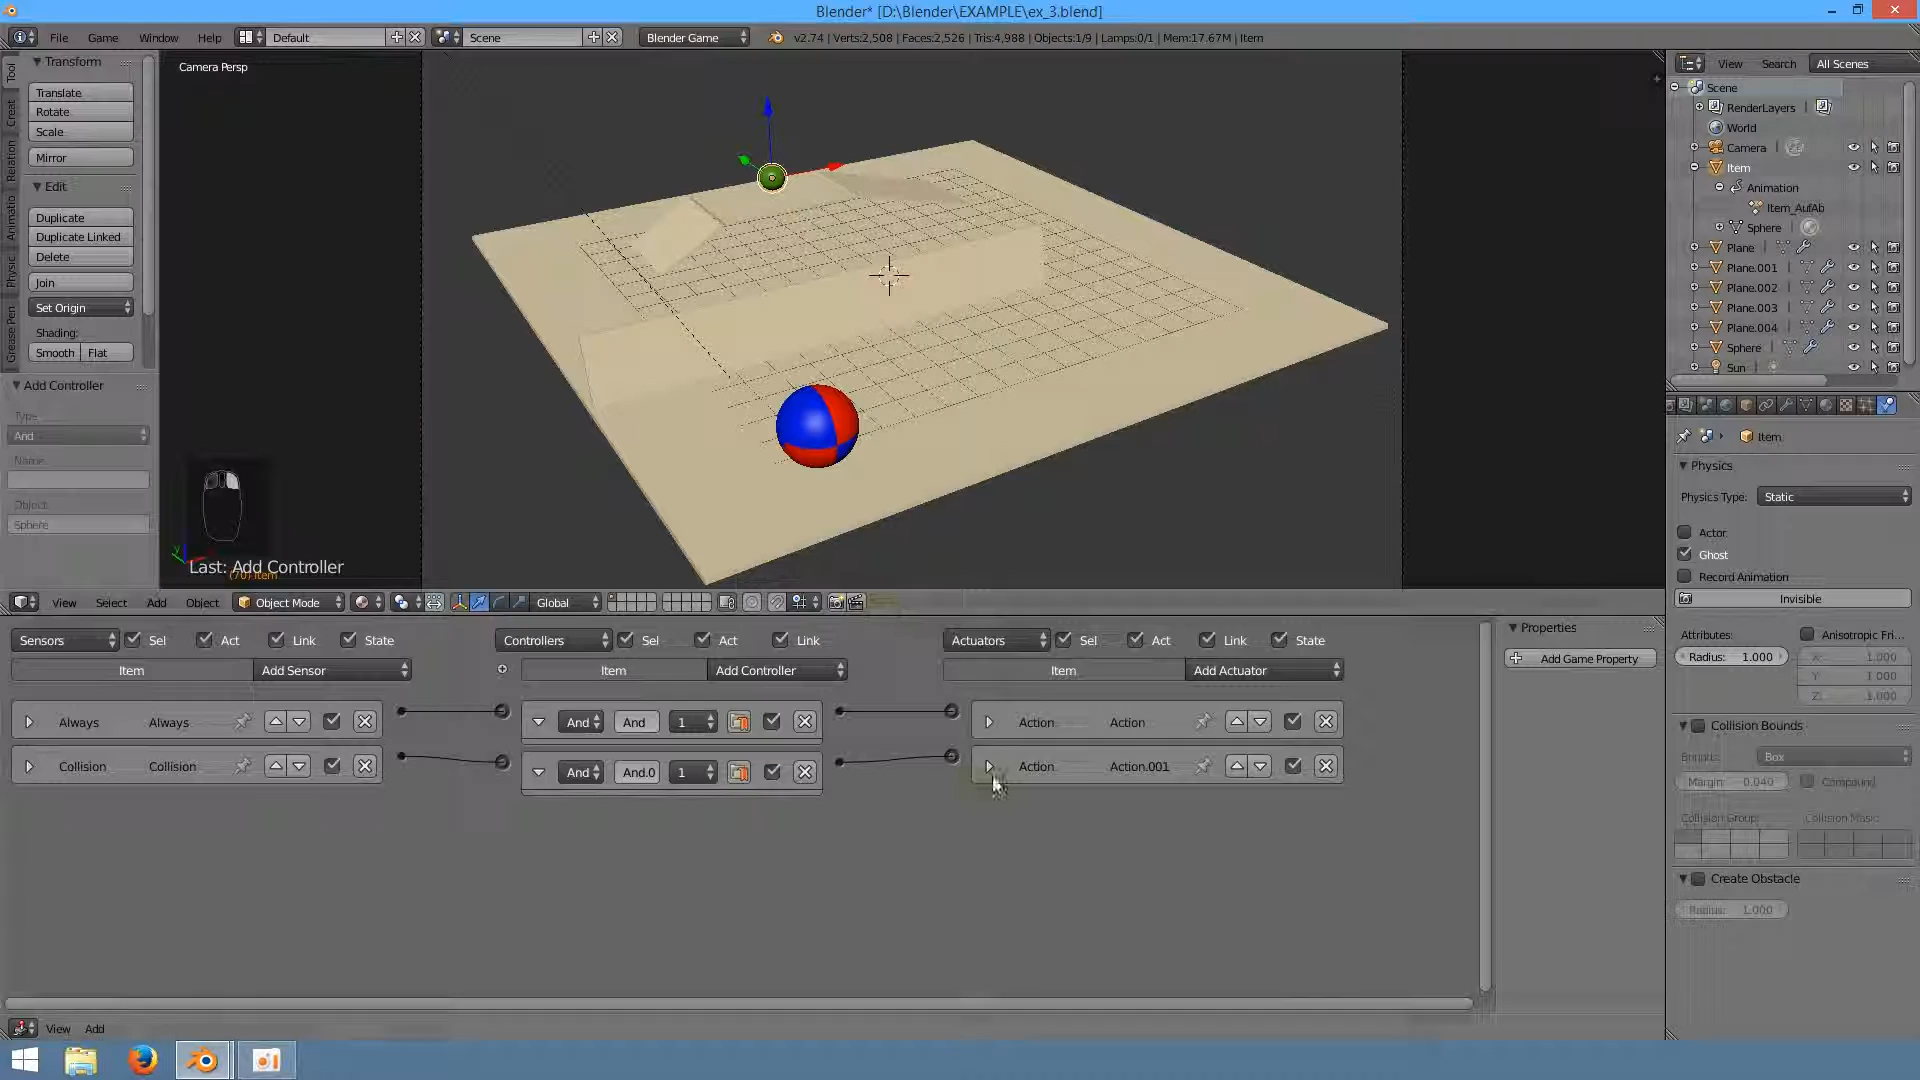 Blender* [D:\Blender\EXAMPLE\ex_3.blend]
File Game Window Help Default Scene Blender Game v2.74 | Verts:2,508 | Faces:2,526 | Tris:4,988 | Objects:1/9 | Lamps:0/1 | Mem:17.67M | Item
Transform
Translate
Rotate
Scale
Mirror
Edit
Duplicate
Duplicate Linked
Delete
Join
Set Origin
Shading:
Smooth Flat
Tool
Creat
Relation
Animatio
Physic
Grease Pen
Add Controller
Type
And
Name
Object
Sphere
Camera Persp
Last: Add Controller
(70) Item
View Search All Scenes
Scene
RenderLayers
World
Camera
Item
Animation
Item_AufAb
Sphere
Plane
Plane.001
Plane.002
Plane.003
Plane.004
Sphere
Sun
Item
Physics
Physics Type: Static
Actor
Ghost
Record Animation
Invisible
Attributes: Anisotropic Fri...
Radius: 1.000 X: 1.000
Y: 1.000
Z: 1.000
Collision Bounds
Bounds: Box
Margin: 0.040 Compound
Collision Group: Collision Mask:
Create Obstacle
Radius: 1.000
View Select Add Object Object Mode Global
Sensors Sel Act Link State Controllers Sel Act Link Actuators Sel Act Link State
Item Add Sensor Item Add Controller Item Add Actuator
Always Always And And 1 Action Action
Collision Collision And And.0 1 Action Action.001
Properties
Add Game Property
View Add